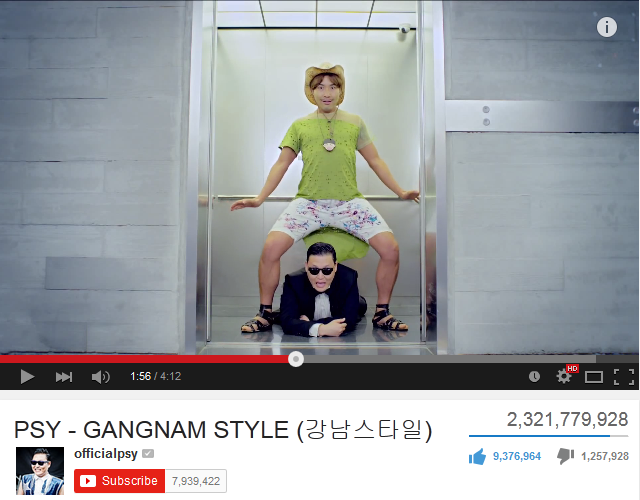 HD
1:56 / 4:12
PSY - GANGNAM STYLE (강남스타일)
2,321,779,928
officialpsy
Subscribe 7,939,422
9,376,964 1,257,928